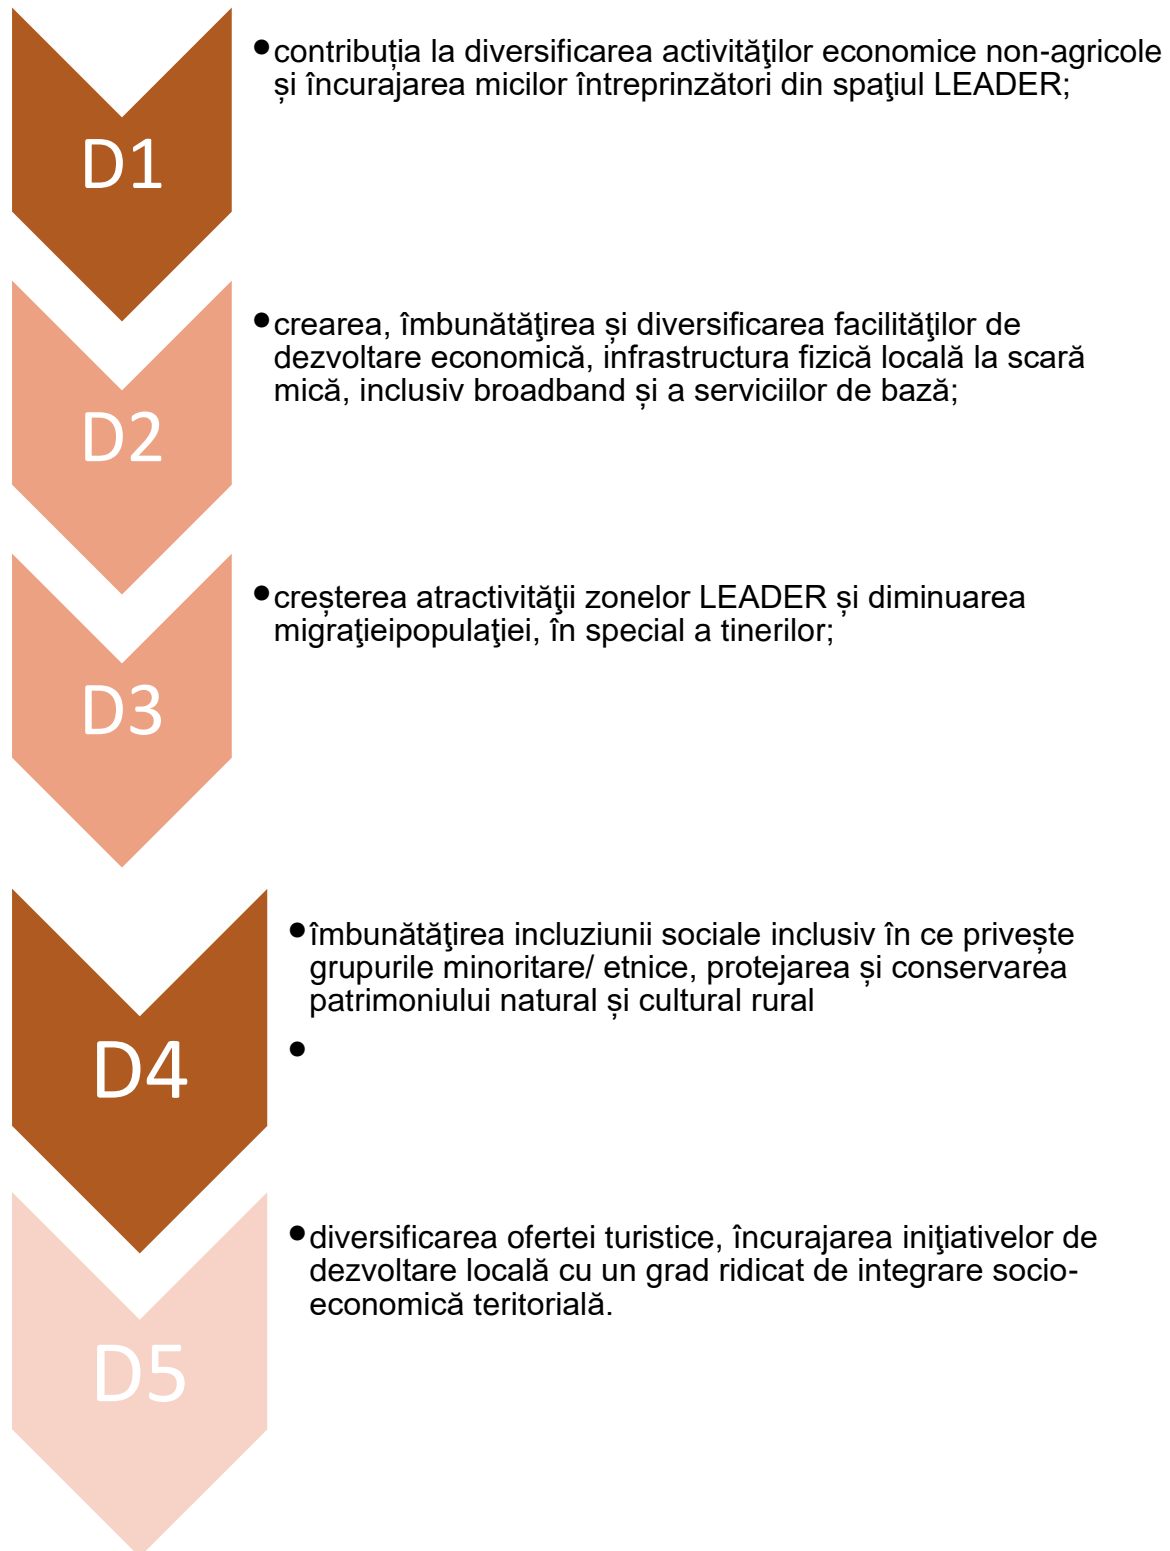 D1
•contribuția la diversificarea activităţilor economice non-agricole
și încurajarea micilor întreprinzători din spaţiul LEADER;
D2
•crearea, îmbunătăţirea și diversificarea facilităţilor de
dezvoltare economică, infrastructura fizică locală la scară
mică, inclusiv broadband și a serviciilor de bază;
D3
•creșterea atractivităţii zonelor LEADER și diminuarea
migraţieipopulaţiei, în special a tinerilor;
D4
•îmbunătăţirea incluziunii sociale inclusiv în ce privește
grupurile minoritare/ etnice, protejarea și conservarea
patrimoniului natural și cultural rural
•
D5
•diversificarea ofertei turistice, încurajarea iniţiativelor de
dezvoltare locală cu un grad ridicat de integrare socio-
economică teritorială.